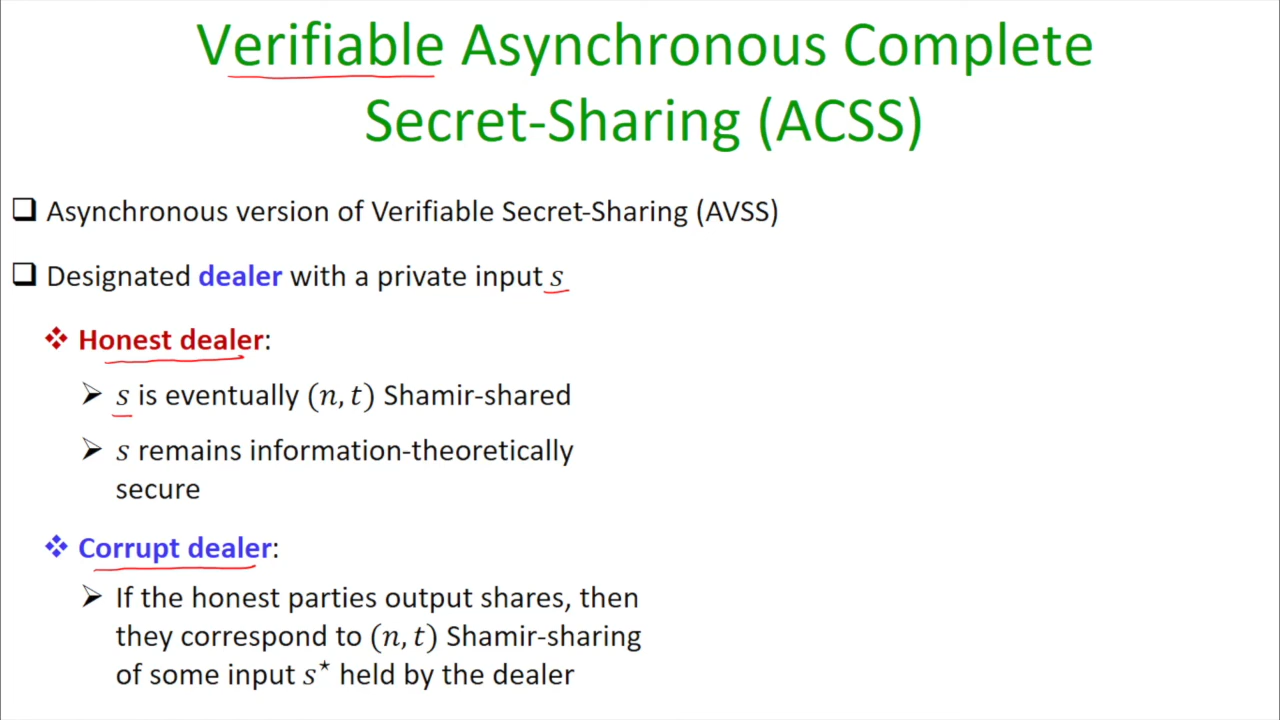 Verifiable Asynchronous Complete
Secret-Sharing (ACSS)
❑ Asynchronous version of Verifiable Secret-Sharing (AVSS)
❑ Designated dealer with a private input s
❖ Honest dealer:
➢ s is eventually (n, t) Shamir-shared
➢ s remains information-theoretically
secure
❖ Corrupt dealer:
➢ If the honest parties output shares, then
they correspond to (n, t) Shamir-sharing
of some input s⋆ held by the dealer